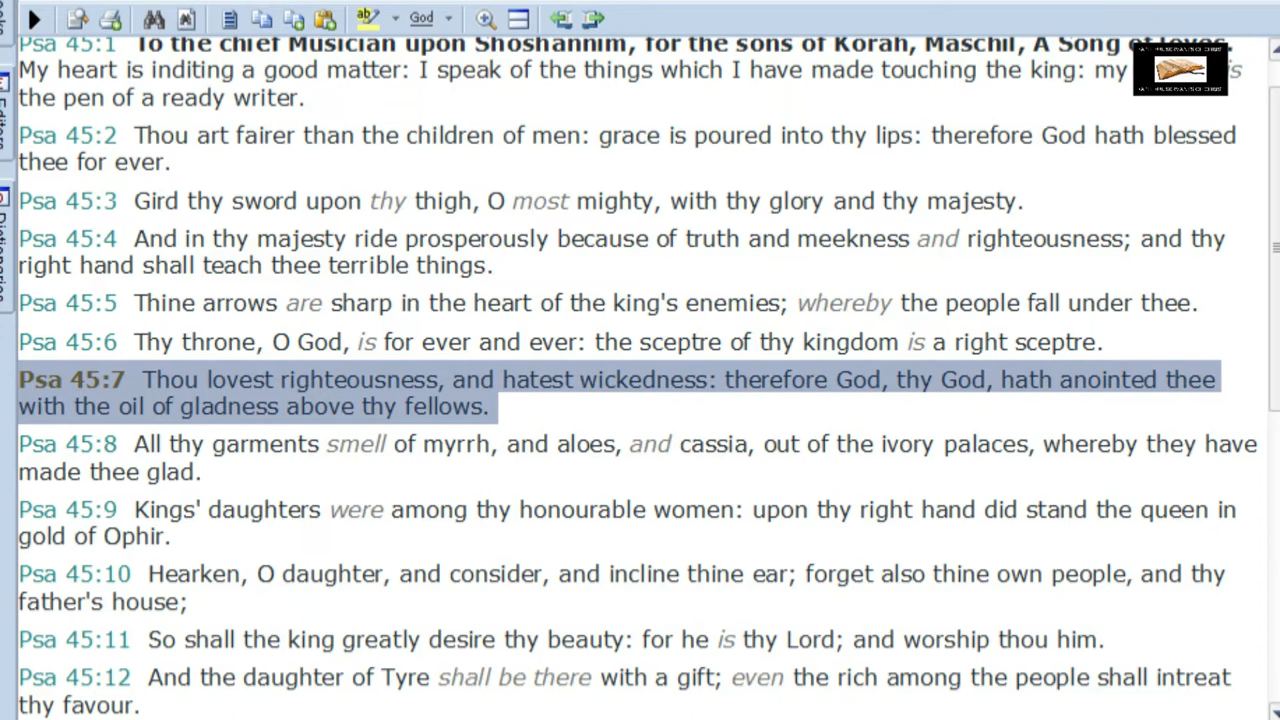 God
Psa 45:1 To the chief Musician upon Shoshannim, for the sons of Korah, Maschil, A Song of loves.
My heart is inditing a good matter: I speak of the things which I have made touching the king: my is
the pen of a ready writer.
Psa 45:2 Thou art fairer than the children of men: grace is poured into thy lips: therefore God hath blessed
thee for ever.
Psa 45:3 Gird thy sword upon thy thigh, O most mighty, with thy glory and thy majesty.
Psa 45:4 And in thy majesty ride prosperously because of truth and meekness and righteousness; and thy
right hand shall teach thee terrible things.
Psa 45:5 Thine arrows are sharp in the heart of the king's enemies; whereby the people fall under thee.
Psa 45:6 Thy throne, O God, is for ever and ever: the sceptre of thy kingdom is a right sceptre.
Psa 45:7 Thou lovest righteousness, and hatest wickedness: therefore God, thy God, hath anointed thee
with the oil of gladness above thy fellows.
Psa 45:8 All thy garments smell of myrrh, and aloes, and cassia, out of the ivory palaces, whereby they have
made thee glad.
Psa 45:9 Kings' daughters were among thy honourable women: upon thy right hand did stand the queen in
gold of Ophir.
Psa 45:10 Hearken, O daughter, and consider, and incline thine ear; forget also thine own people, and thy
father's house;
Psa 45:11 So shall the king greatly desire thy beauty: for he is thy Lord; and worship thou him.
Psa 45:12 And the daughter of Tyre shall be there with a gift; even the rich among the people shall intreat
thy favour.
Editors
Dictionaries